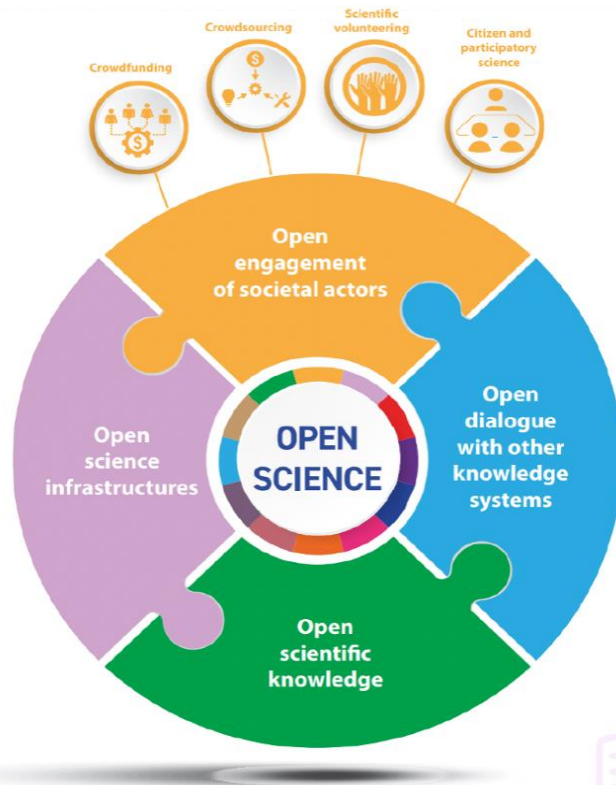 Crowdfunding
Crowdsourcing
Scientific
volunteering
Citizen and
participatory
science
Open
engagement
of societal actors
Open
science
infrastructures
OPEN
SCIENCE
Open
dialogue
with other
knowledge
systems
Open
scientific
knowledge